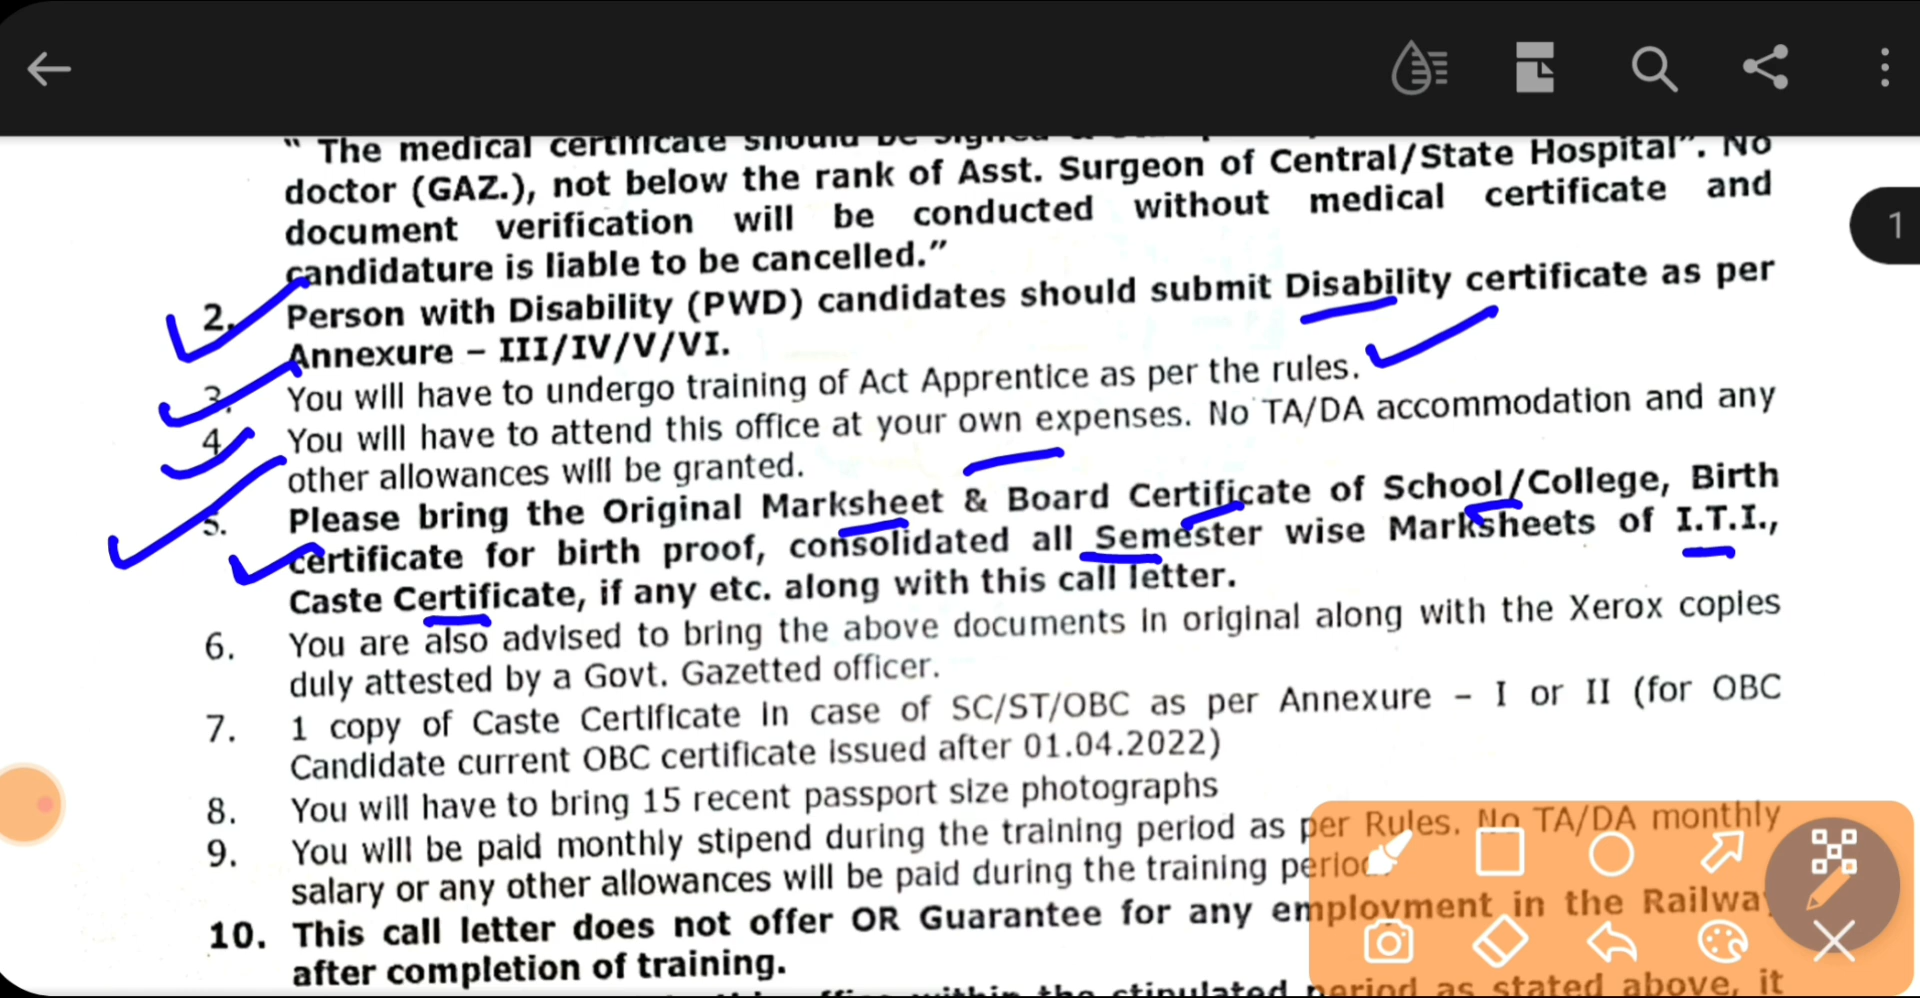 1
" The medical certificate should be signed &
doctor (GAZ.), not below the rank of Asst. Surgeon of Central/State Hospital". No
document verification will be conducted without medical certificate and
candidature is liable to be cancelled."
2. Person with Disability (PWD) candidates should submit Disability certificate as per
Annexure – III/IV/V/VI.
3. You will have to undergo training of Act Apprentice as per the rules.
4. You will have to attend this office at your own expenses. No TA/DA accommodation and any
other allowances will be granted.
5. Please bring the Original Marksheet & Board Certificate of School/College, Birth
certificate for birth proof, consolidated all Semester wise Marksheets of I.T.I.,
Caste Certificate, if any etc. along with this call letter.
6. You are also advised to bring the above documents in original along with the Xerox copies
duly attested by a Govt. Gazetted officer.
7. 1 copy of Caste Certificate in case of SC/ST/OBC as per Annexure – I or II (for OBC
Candidate current OBC certificate issued after 01.04.2022)
8. You will have to bring 15 recent passport size photographs
9. You will be paid monthly stipend during the training period as per Rules. No TA/DA monthly
salary or any other allowances will be paid during the training period.
10. This call letter does not offer OR Guarantee for any employment in the Railway
after completion of training.
within the stipulated period as stated above, it